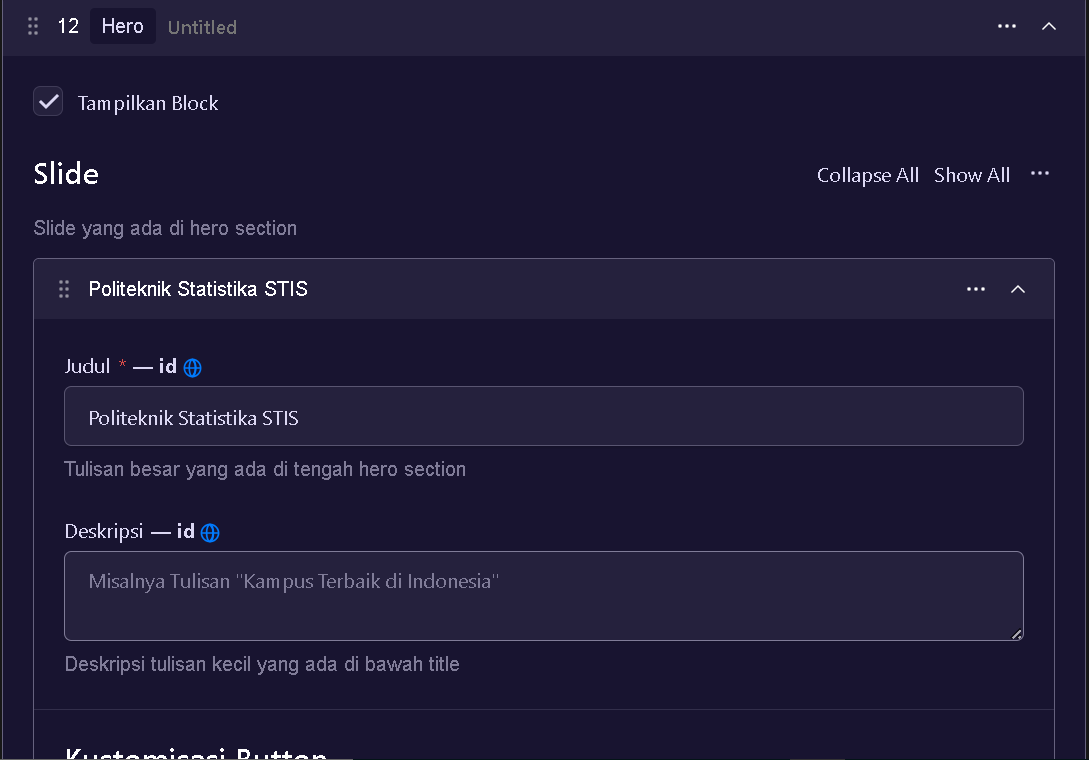 12 Hero Untitled
Tampilkan Block
Slide
Collapse All Show All
Slide yang ada di hero section
Politeknik Statistika STIS
Judul * — id
Politeknik Statistika STIS
Tulisan besar yang ada di tengah hero section
Deskripsi — id
Misalnya Tulisan "Kampus Terbaik di Indonesia"
Deskripsi tulisan kecil yang ada di bawah title
Kustomisasi Button